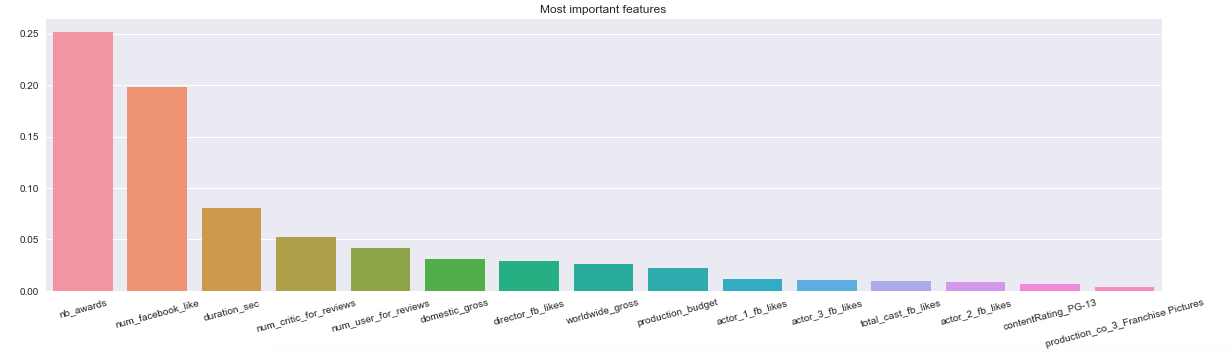 Most important features
0.25
0.20
0.15
0.10
0.05
0.00
nb_awards
num_facebook_like
duration_sec
num_critic_for_reviews
num_user_for_reviews
domestic_gross
director_fb_likes
worldwide_gross
production_budget
actor_1_fb_likes
actor_3_fb_likes
total_cast_fb_likes
actor_2_fb_likes
contentRating_PG-13
production_co_3_Franchise Pictures